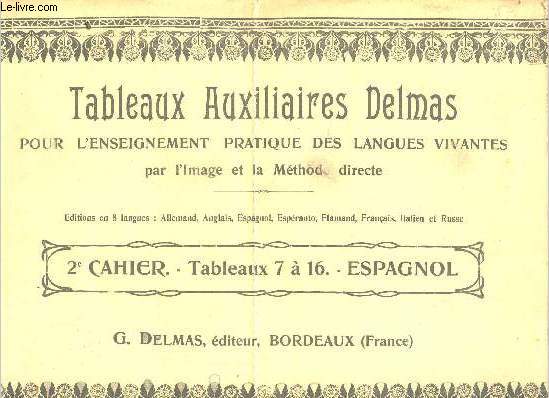 le-livre.com
Tableaux Auxiliaires Delmas
POUR L'ENSEIGNEMENT PRATIQUE DES LANGUES VIVANTES
par l'Image et la Méthode directe
Editions en 8 langues : Allemand, Anglais, Espagnol, Espéranto, Flamand, Français, Italien et Russe
2e CAHIER. - Tableaux 7 à 16. - ESPAGNOL
G. DELMAS, éditeur, BORDEAUX (France)